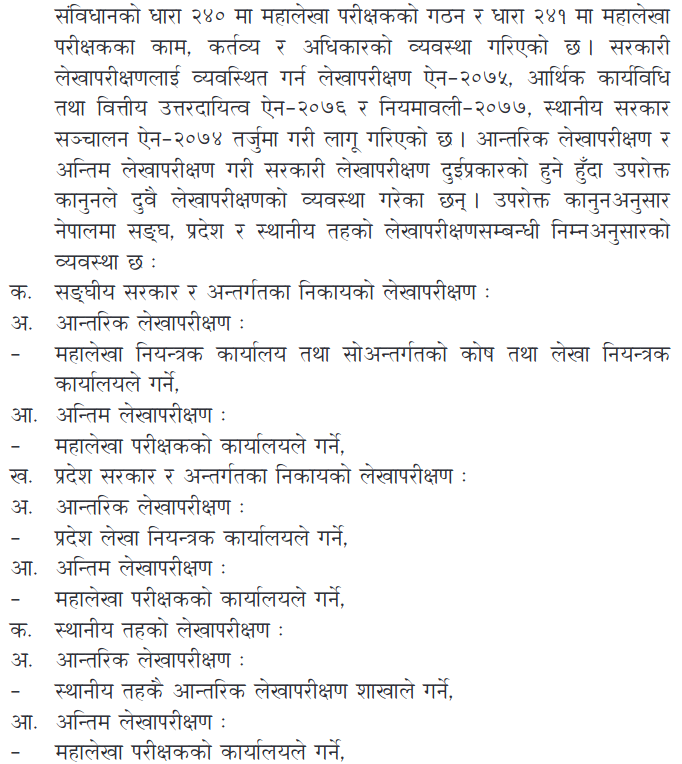 संविधानको धारा २४० मा महालेखा परीक्षकको गठन र धारा २४१ मा महालेखा
परीक्षकका काम, कर्तव्य र अधिकारको व्यवस्था गरिएको छ । सरकारी
लेखापरीक्षणलाई व्यवस्थित गर्न लेखापरीक्षण ऐन–२०७५, आर्थिक कार्यविधि
तथा वित्तीय उत्तरदायित्व ऐन–२०७६ र नियमावली–२०७७, स्थानीय सरकार
सञ्चालन ऐन–२०७४ तर्जुमा गरी लागू गरिएको छ । आन्तरिक लेखापरीक्षण र
अन्तिम लेखापरीक्षण गरी सरकारी लेखापरीक्षण दुईप्रकारको हुने हुँदा उपरोक्त
कानुनले दुवै लेखापरीक्षणको व्यवस्था गरेका छन् । उपरोक्त कानुनअनुसार
नेपालमा सङ्घ, प्रदेश र स्थानीय तहको लेखापरीक्षणसम्बन्धी निम्नअनुसारको
व्यवस्था छ :
क. सङ्घीय सरकार र अन्तर्गतका निकायको लेखापरीक्षण :
अ. आन्तरिक लेखापरीक्षण :
– महालेखा नियन्त्रक कार्यालय तथा सोअन्तर्गतको कोष तथा लेखा नियन्त्रक
कार्यालयले गर्ने,
आ. अन्तिम लेखापरीक्षण :
– महालेखा परीक्षकको कार्यालयले गर्ने,
ख. प्रदेश सरकार र अन्तर्गतका निकायको लेखापरीक्षण :
अ. आन्तरिक लेखापरीक्षण :
– प्रदेश लेखा नियन्त्रक कार्यालयले गर्ने,
आ. अन्तिम लेखापरीक्षण :
– महालेखा परीक्षकको कार्यालयले गर्ने,
क. स्थानीय तहको लेखापरीक्षण :
अ. आन्तरिक लेखापरीक्षण :
– स्थानीय तहकै आन्तरिक लेखापरीक्षण शाखाले गर्ने,
आ. अन्तिम लेखापरीक्षण :
– महालेखा परीक्षकको कार्यालयले गर्ने,